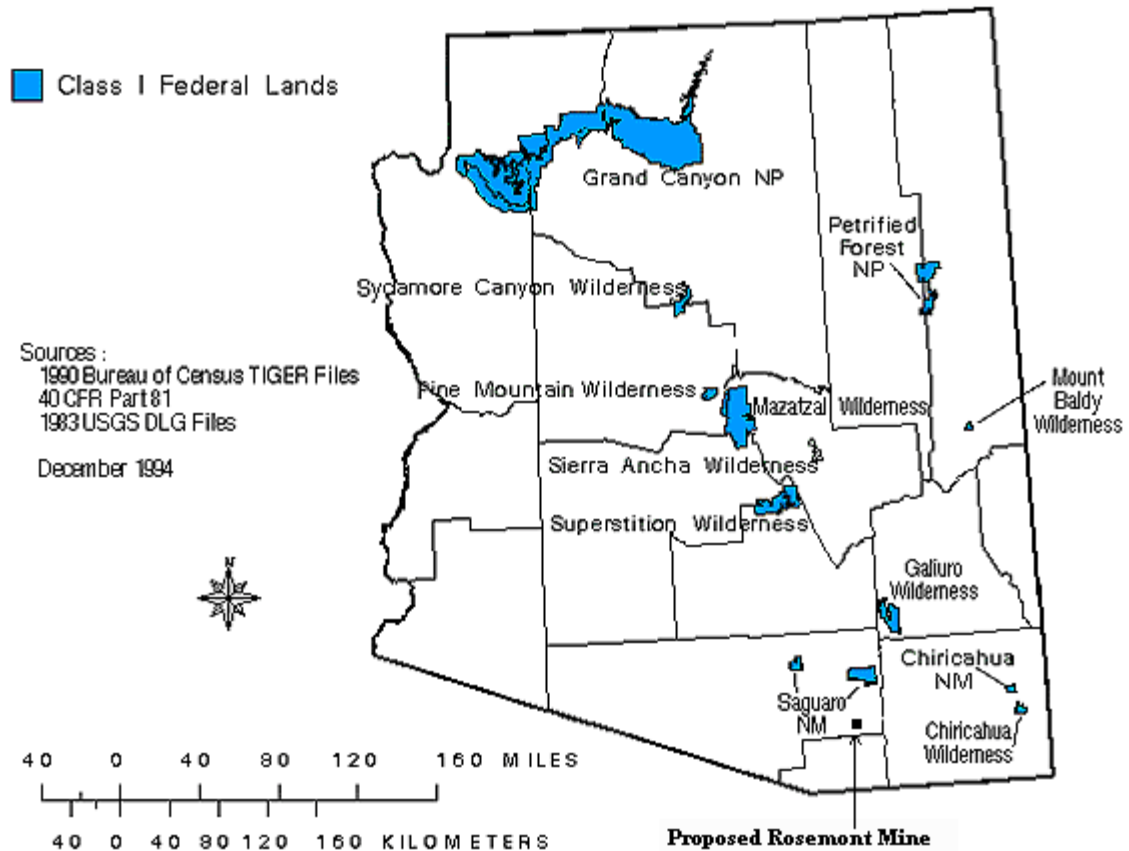 Class I Federal Lands
Grand Canyon NP
Petrified
Forest
NP
Sycamore Canyon Wilderness
Sources :
1990 Bureau of Census TIGER Files
40 CFR Part 81
1983 USGS DLG Files
December 1994
Pine Mountain Wilderness
Mazatzal Wilderness
Mount
Baldy
Wilderness
Sierra Ancha Wilderness
Superstition Wilderness
N
Galiuro
Wilderness
Chiricahua
NM
Saguaro
NM
Chiricahua
Wilderness
40 0 40 80 120 160 MILES
40 0 40 80 120 160 KILOMETERS
Proposed Rosemont Mine